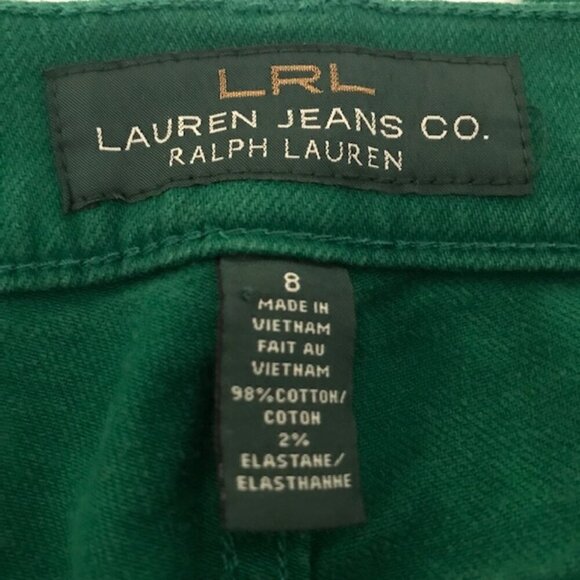 LRL
LAUREN JEANS CO.
RALPH LAUREN
8
MADE IN
VIETNAM
FAIT AU
VIETNAM
98%COTTON/
COTON
2%
ELASTANE/
ELASTHANNE